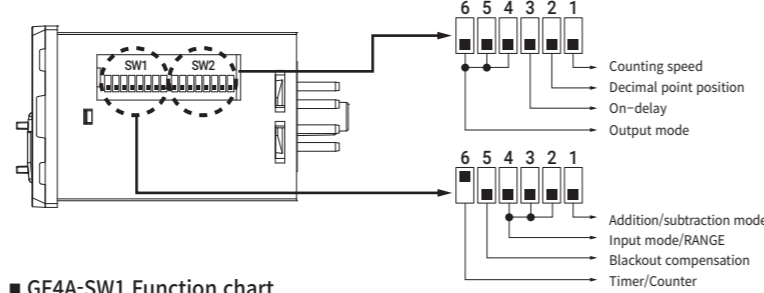 SW1 SW2
6 5 4 3 2 1
Counting speed
Decimal point position
On-delay
Output mode
6 5 4 3 2 1
Addition/subtraction mode
Input mode/RANGE
Blackout compensation
Timer/Counter
■ GF4A-SW1 Function chart